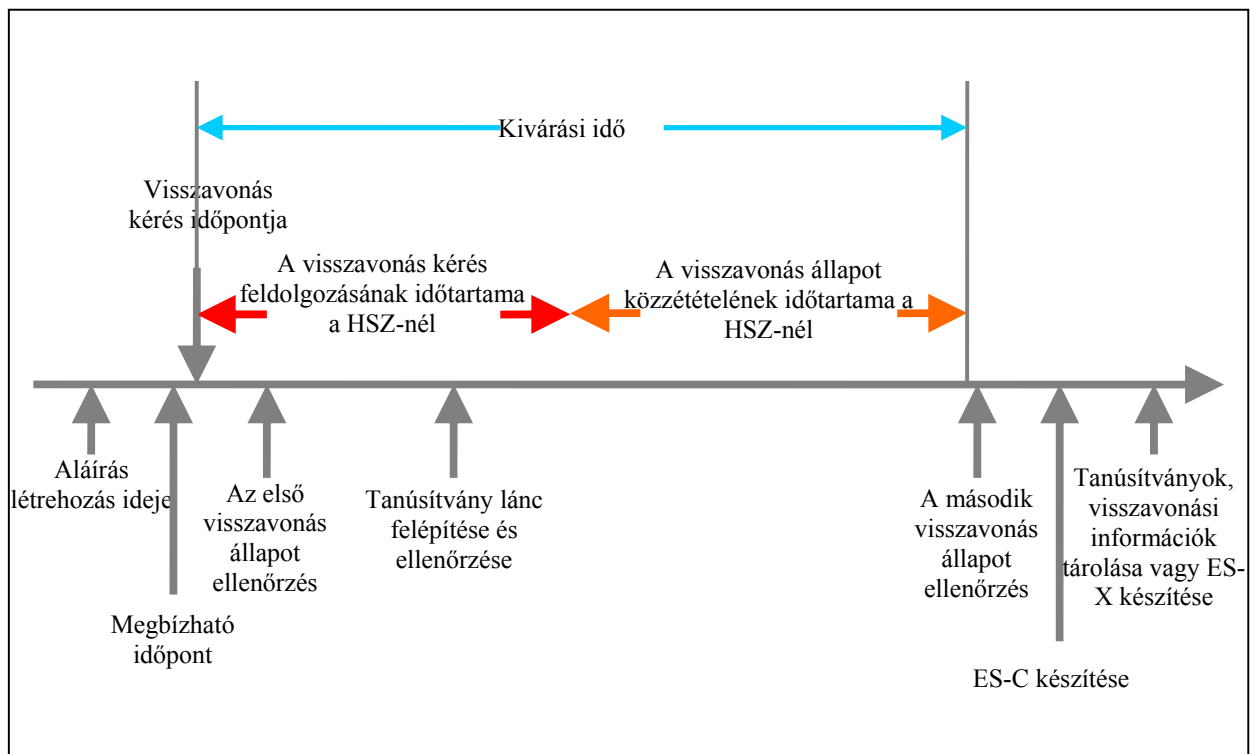 Kivárási idő
Visszavonás
kérés időpontja
A visszavonás kérés
feldolgozásának időtartama
a HSZ-nél
A visszavonás állapot
közzétételének időtartama a
HSZ-nél
Aláírás
létrehozás ideje
Megbízható
időpont
Az első
visszavonás
állapot
ellenőrzés
Tanúsítvány lánc
felépítése és
ellenőrzése
A második
visszavonás
állapot
ellenőrzés
ES-C készítése
Tanúsítványok,
visszavonási
információk
tárolása vagy ES-
X készítése